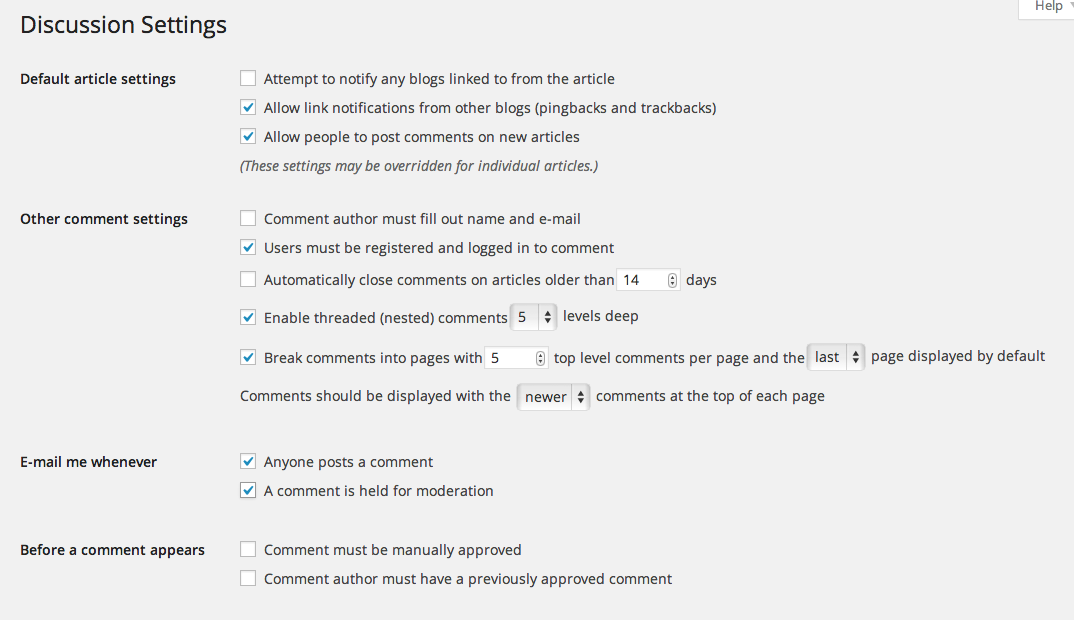 Help
Discussion Settings
Default article settings
Attempt to notify any blogs linked to from the article
Allow link notifications from other blogs (pingbacks and trackbacks)
Allow people to post comments on new articles
(These settings may be overridden for individual articles.)
Other comment settings
Comment author must fill out name and e-mail
Users must be registered and logged in to comment
Automatically close comments on articles older than 14 days
Enable threaded (nested) comments 5 levels deep
Break comments into pages with 5 top level comments per page and the last page displayed by default
Comments should be displayed with the newer comments at the top of each page
E-mail me whenever
Anyone posts a comment
A comment is held for moderation
Before a comment appears
Comment must be manually approved
Comment author must have a previously approved comment